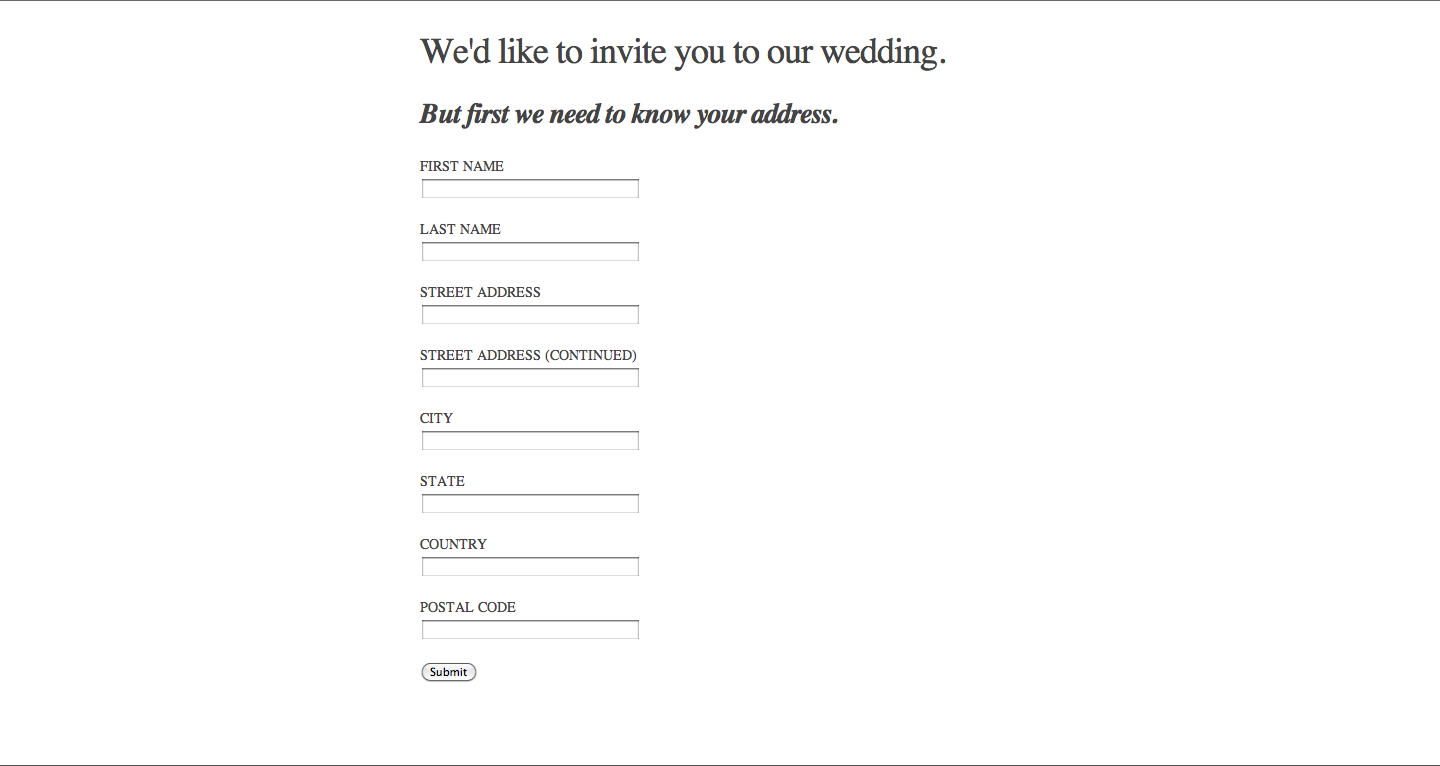 We'd like to invite you to our wedding.
But first we need to know your address.
FIRST NAME
LAST NAME
STREET ADDRESS
STREET ADDRESS (CONTINUED)
CITY
STATE
COUNTRY
POSTAL CODE
Submit